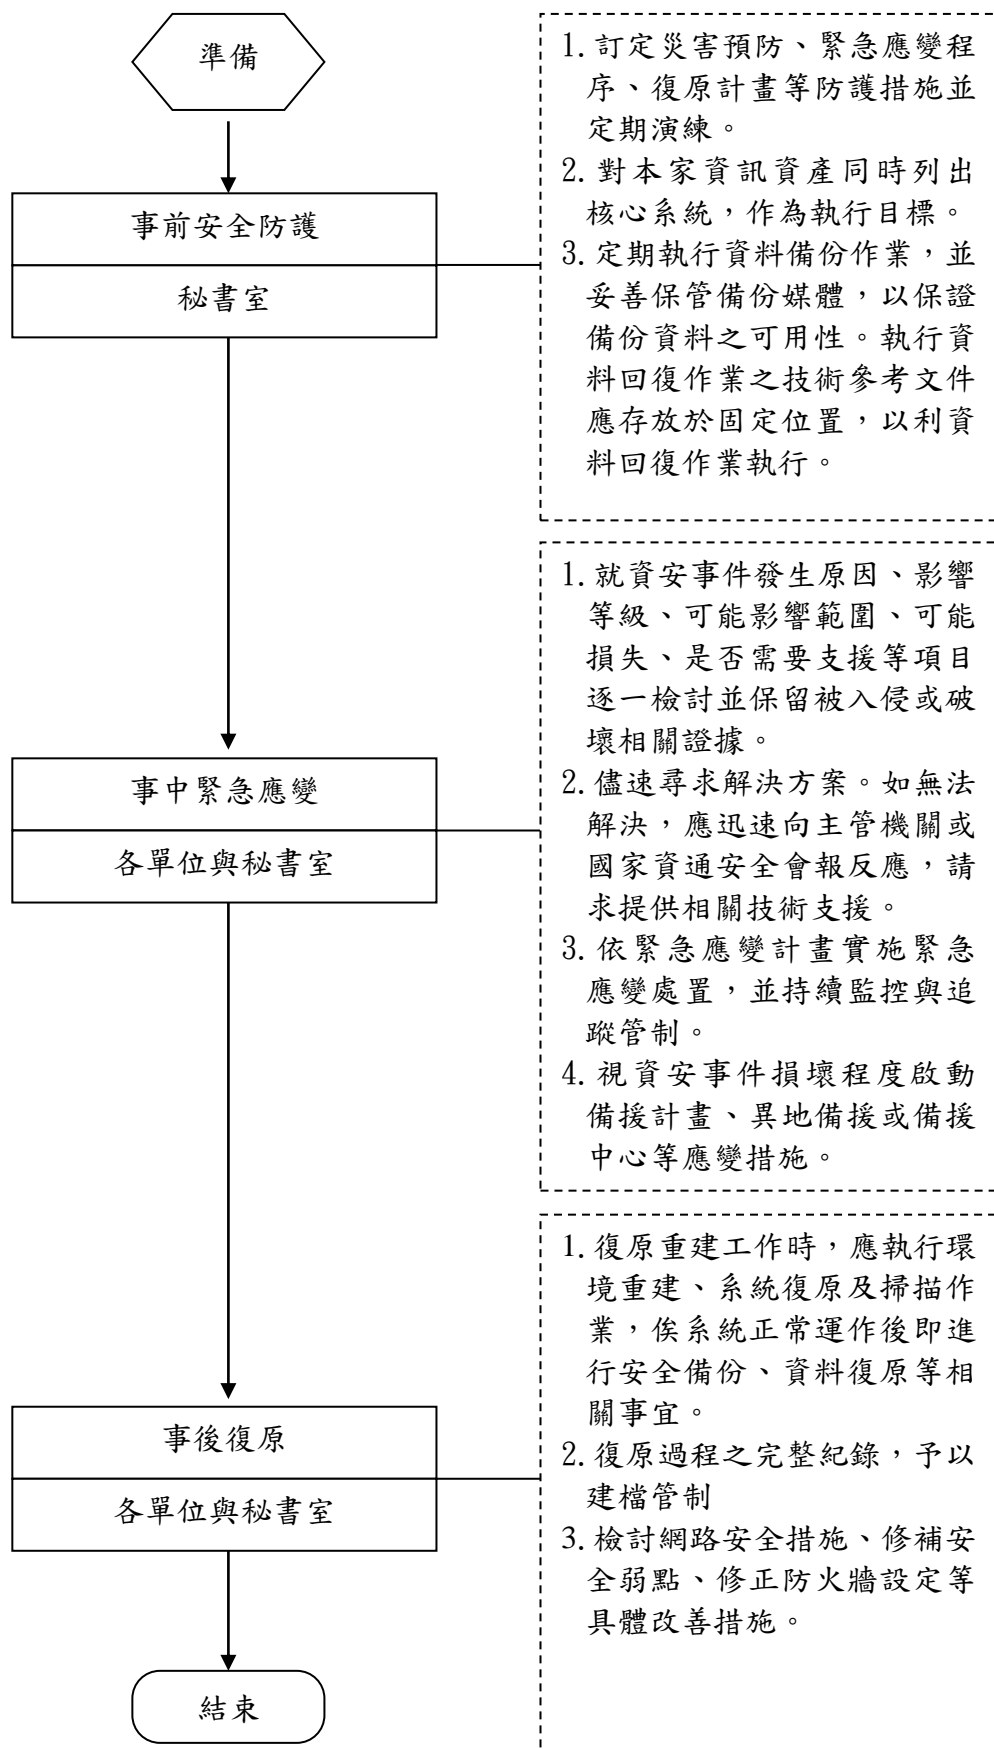 準備
1.訂定災害預防、緊急應變程
序、復原計畫等防護措施並
定期演練。
2.對本家資訊資產同時列出
核心系統，作為執行目標。
3.定期執行資料備份作業，並
妥善保管備份媒體，以保證
備份資料之可用性。執行資
料回復作業之技術參考文件
應存放於固定位置，以利資
料回復作業執行。
事前安全防護
秘書室
1.就資安事件發生原因、影響
等級、可能影響範圍、可能
損失、是否需要支援等項目
逐一檢討並保留被入侵或破
壞相關證據。
2.儘速尋求解決方案。如無法
解決，應迅速向主管機關或
國家資通安全會報反應，請
求提供相關技術支援。
3.依緊急應變計畫實施緊急
應變處置，並持續監控與追
蹤管制。
4.視資安事件損壞程度啟動
備援計畫、異地備援或備援
中心等應變措施。
事中緊急應變
各單位與秘書室
1.復原重建工作時，應執行環
境重建、系統復原及掃描作
業，俟系統正常運作後即進
行安全備份、資料復原等相
關事宜。
2.復原過程之完整紀錄，予以
建檔管制
3.檢討網路安全措施、修補安
全弱點、修正防火牆設定等
具體改善措施。
事後復原
各單位與秘書室
結束